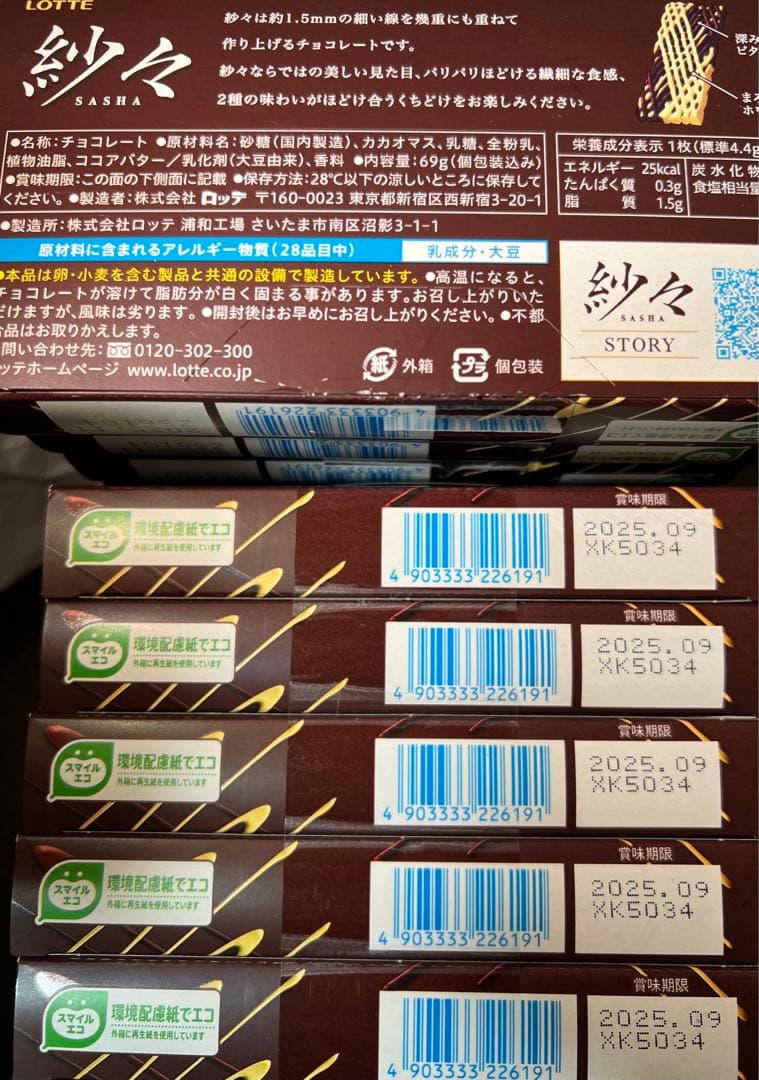 LOTTE
紗々
SASHA
紗々は約1.5mmの細い線を幾重にも重ねて
作り上げるチョコレートです。
紗々ならではの美しい見た目、パリパリほどける繊細な食感、
2種の味わいがほどけ合うくちどけをお楽しみください。
深み
ビタ
まろ
ホワ
●名称:チョコレート ●原材料名:砂糖(国内製造)、カカオマス、乳糖、全粉乳、
植物油脂、ココアバター/乳化剤(大豆由来)、香料 ●内容量:69g(個包装込み)
●賞味期限:この面の下側面に記載 ●保存方法:28℃以下の涼しいところに保存して
ください。●製造者:株式会社 ロッテ 〒160-0023 東京都新宿区西新宿3-20-1
●製造所:株式会社ロッテ 浦和工場 さいたま市南区沼影3-1-1
栄養成分表示 1枚(標準4.4g
エネルギー 25kcal
たんぱく質 0.3g
脂質 1.5g
炭水化物
食塩相当量
原材料に含まれるアレルギー物質(28品目中) 乳成分・大豆
●本品は卵・小麦を含む製品と共通の設備で製造しています。●高温になると、
チョコレートが溶けて脂肪分が白く固まる事があります。お召し上がりいた
だけますが、風味は劣ります。●開封後はお早めにお召し上がりください。●不都
合品はお取りかえします。
問い合わせ先: 0120-302-300
ッテホームページ www.lotte.co.jp
紙 外箱 プラ 個包装
紗々
SASHA
STORY
4 903333 226191
スマイル
エコ
環境配慮紙でエコ
外箱に再生紙を使用しています
4 903333 226191
賞味期限
2025.09
XK5034
スマイル
エコ
環境配慮紙でエコ
外箱に再生紙を使用しています
4 903333 226191
賞味期限
2025.09
XK5034
スマイル
エコ
環境配慮紙でエコ
外箱に再生紙を使用しています
4 903333 226191
賞味期限
2025.09
XK5034
スマイル
エコ
環境配慮紙でエコ
外箱に再生紙を使用しています
4 903333 226191
賞味期限
2025.09
XK5034
スマイル
エコ
環境配慮紙でエコ
外箱に再生紙を使用しています
4 903333 226191
賞味期限
2025.09
XK5034